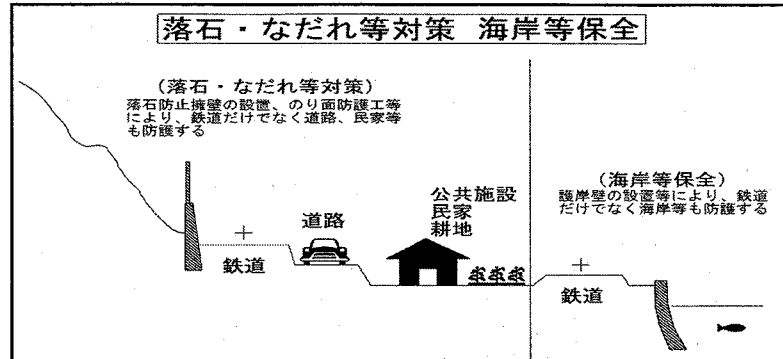 落石・なだれ等対策 海岸等保全
（落石・なだれ等対策）
落石防止擁壁の設置、のり面防護工等
により、鉄道だけでなく道路、民家等
も防護する
（海岸等保全）
護岸壁の設置等により、鉄道
だけでなく海岸等も防護する
公共施設
民家
耕地
道路
鉄道
鉄道